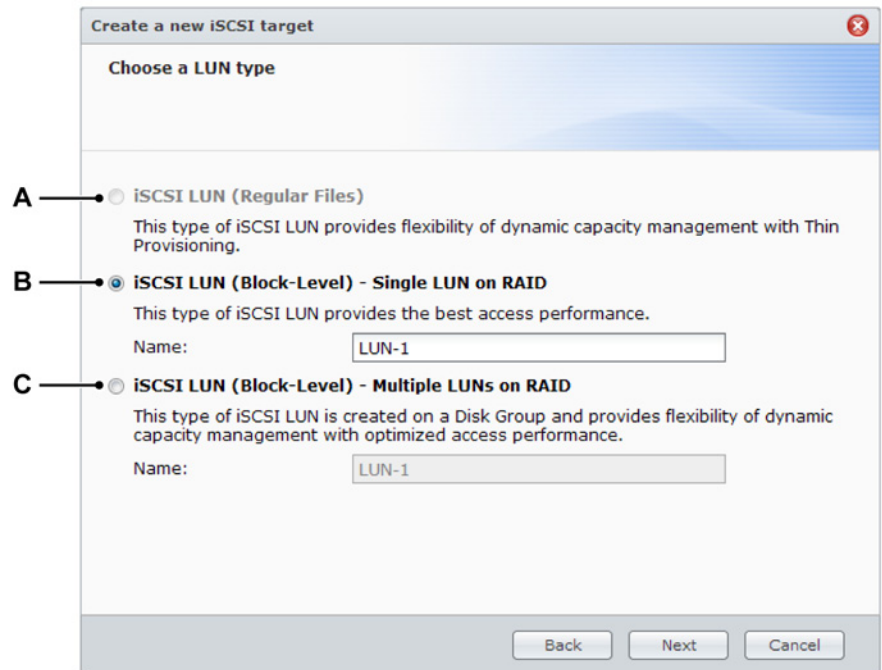 Create a new iSCSI target
Choose a LUN type
A
iSCSI LUN (Regular Files)
This type of iSCSI LUN provides flexibility of dynamic capacity management with Thin
Provisioning.
B
iSCSI LUN (Block-Level) - Single LUN on RAID
This type of iSCSI LUN provides the best access performance.
Name: LUN-1
C
iSCSI LUN (Block-Level) - Multiple LUNs on RAID
This type of iSCSI LUN is created on a Disk Group and provides flexibility of dynamic
capacity management with optimized access performance.
Name: LUN-1
Back Next Cancel